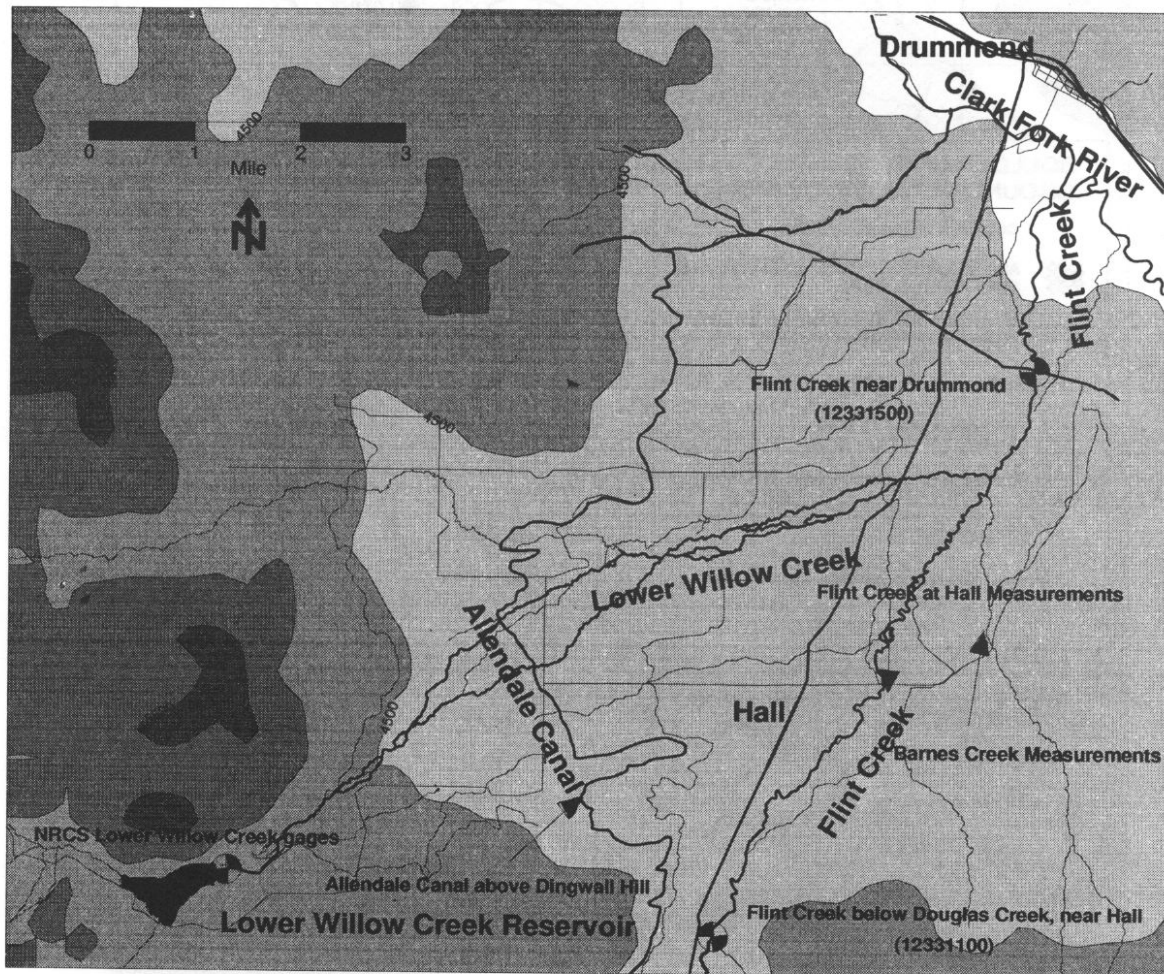 Drummond
Clark Fork River
4500
0 1 2 3
Mile
N
4500
Flint Creek
Flint Creek near Drummond
(12331500)
4500
Lower Willow Creek
Flint Creek at Hall Measurements
Allendale Canal
Hall
4500
Flint Creek
Barnes Creek Measurements
NRCS Lower Willow Creek gages
Allendale Canal above Dingwall Hill
Lower Willow Creek Reservoir
Flint Creek below Douglas Creek, near Hall
(12331100)